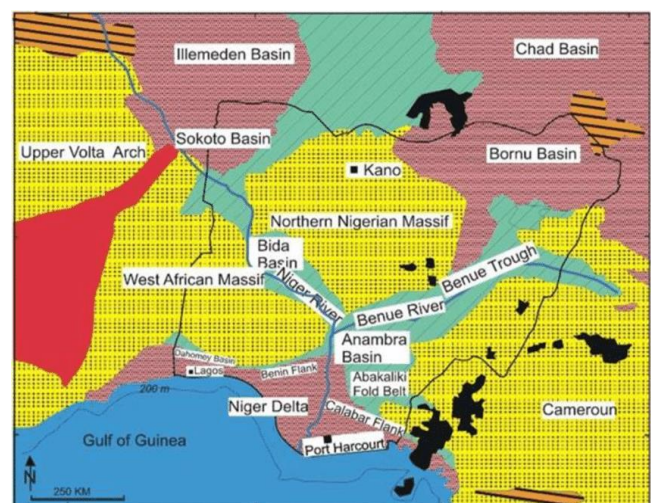 Illemeden Basin
Chad Basin
Sokoto Basin
Upper Volta Arch
Bornu Basin
Kano
Northern Nigerian Massif
Bida
Basin
West African Massif
Niger River
Benue Trough
Benue River
Anambra
Basin
Dahomey Basin
Lagos
Benin Flank
Abakaliki
Fold Belt
200 m
Niger Delta
Calabar Flank
Cameroun
Gulf of Guinea
Port Harcourt
N
250 KM